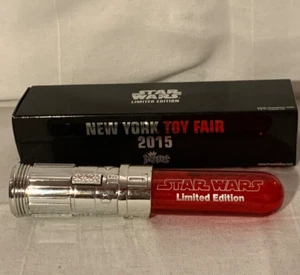 STAR
WARS
LIMITED EDITION
NEW YORK TOY FAIR
2015
STAR WARS
Limited Edition